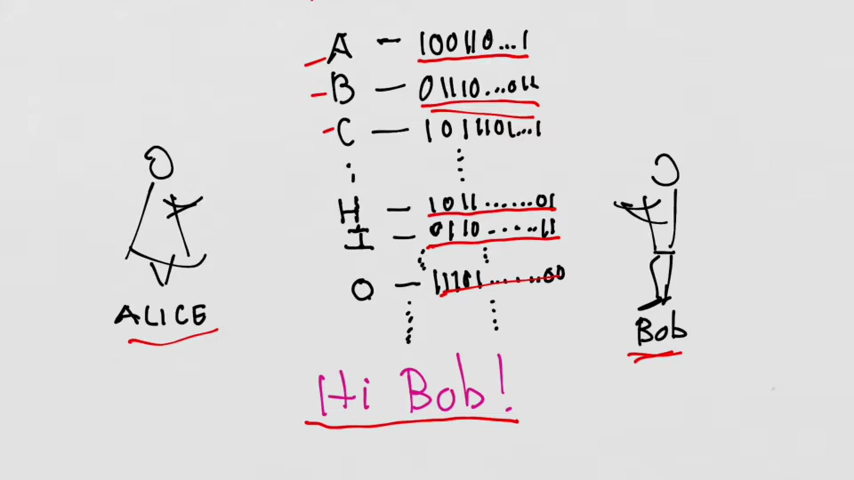 A - 100110...1
B - 01110...011
C - 1011101...1
H - 1011......01
I - 0110......11
O - 11101.......00
ALICE
Bob
Hi Bob!